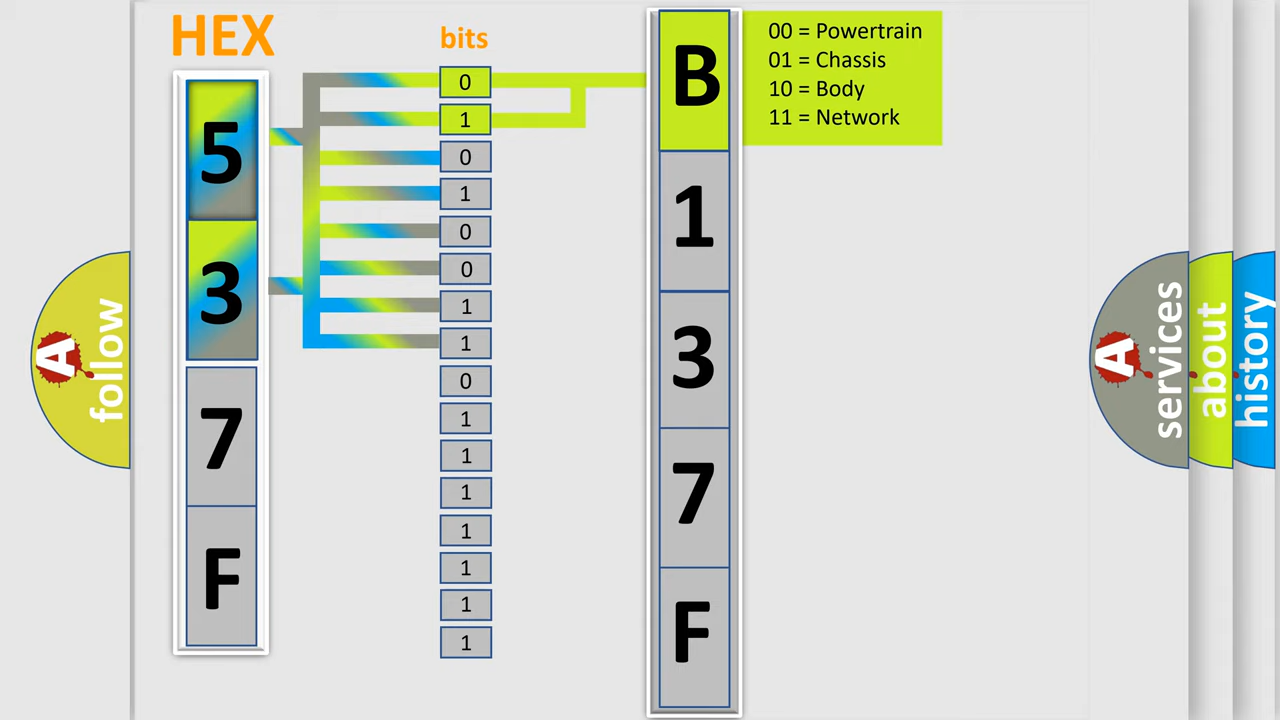 HEX
5
3
7
F
bits
0
1
0
1
0
0
1
1
0
1
1
1
1
1
1
1
B
1
3
7
F
00 = Powertrain
01 = Chassis
10 = Body
11 = Network
A follow
A services
about
history